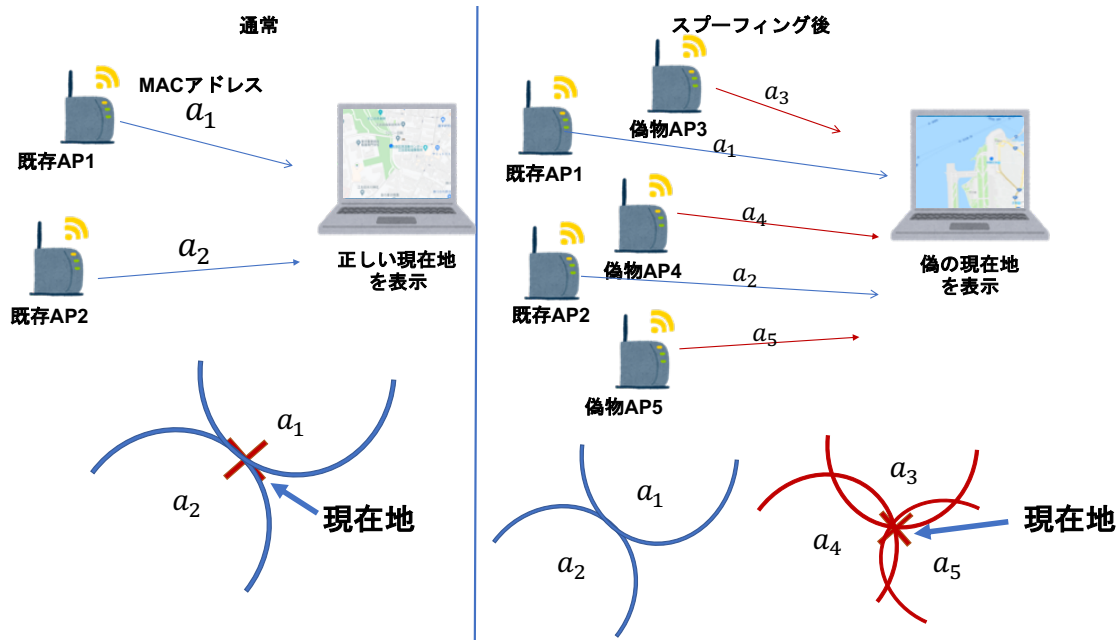 通常
MACアドレス
a₁
既存AP1
a₂
既存AP2
正しい現在地
を表示
a₁
a₂
現在地
スプーフィング後
a₃
偽物AP3
a₁
既存AP1
a₄
偽物AP4
a₂
既存AP2
a₅
偽物AP5
偽の現在地
を表示
a₁
a₂
a₃
a₄
a₅
現在地